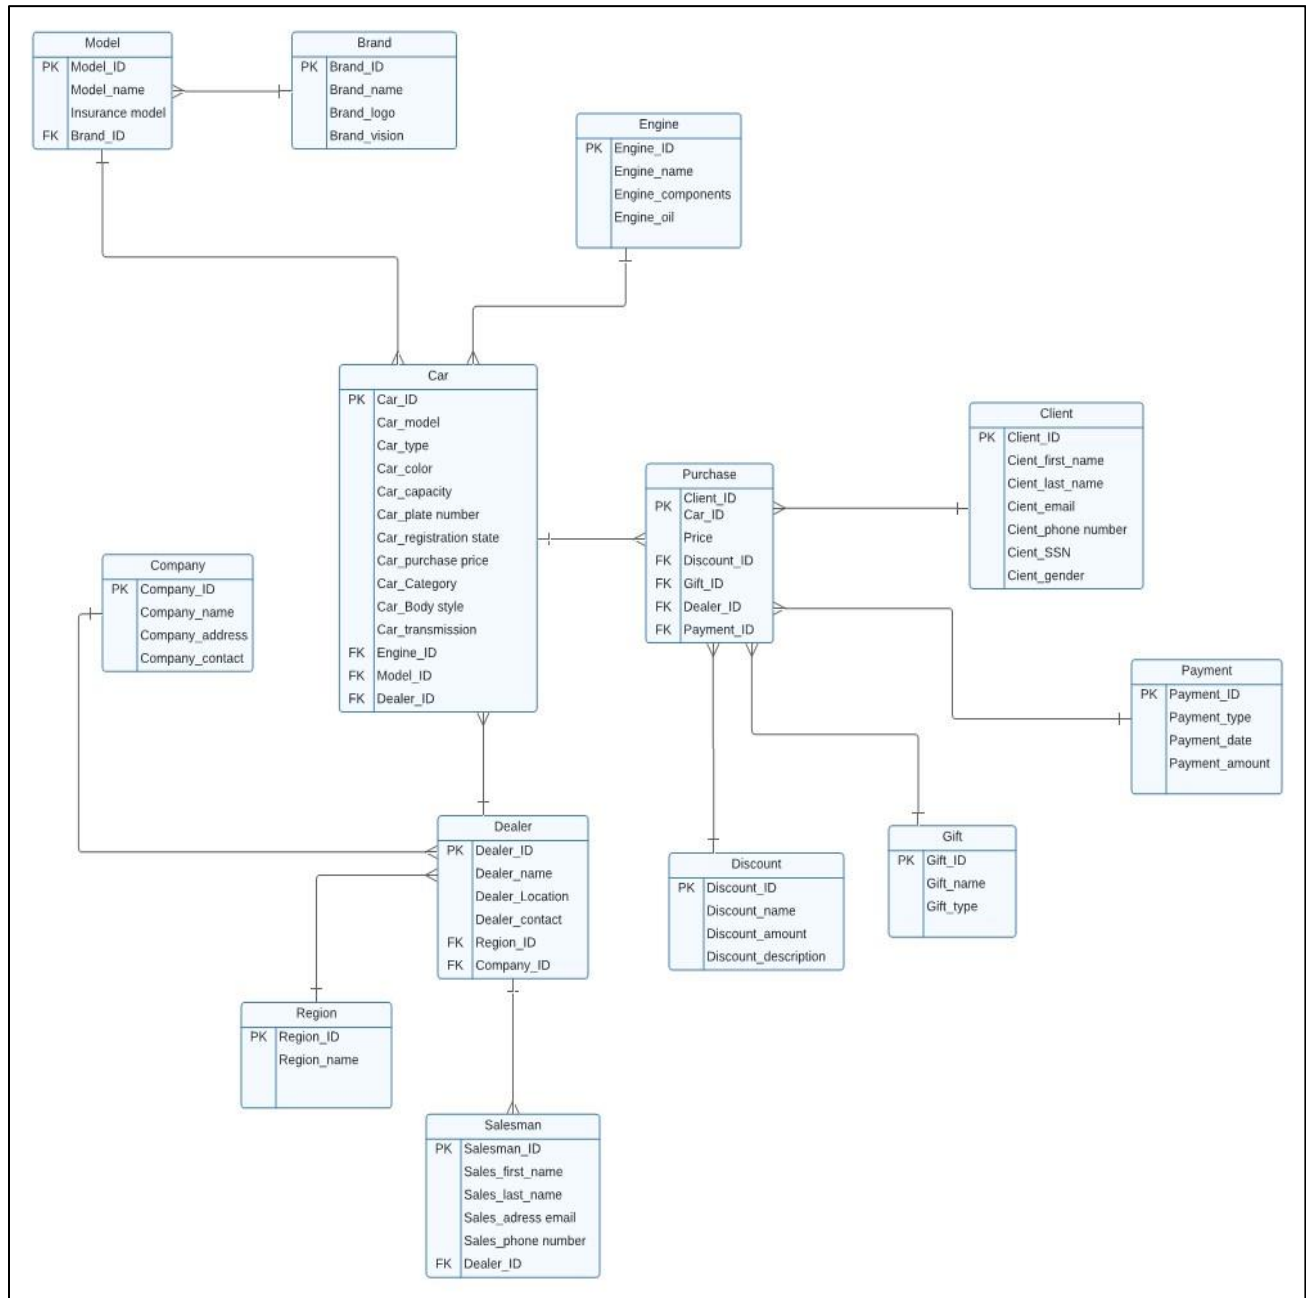 Model
PK Model_ID
Model_name
Insurance model
FK Brand_ID
Brand
PK Brand_ID
Brand_name
Brand_logo
Brand_vision
Engine
PK Engine_ID
Engine_name
Engine_components
Engine_oil
Car
PK Car_ID
Car_model
Car_type
Car_color
Car_capacity
Car_plate number
Car_registration state
Car_purchase price
Car_Category
Car_Body style
Car_transmission
FK Engine_ID
FK Model_ID
FK Dealer_ID
Purchase
PK Client_ID
Car_ID
Price
FK Discount_ID
FK Gift_ID
FK Dealer_ID
FK Payment_ID
Client
PK Client_ID
Cient_first_name
Cient_last_name
Cient_email
Cient_phone number
Cient_SSN
Cient_gender
Company
PK Company_ID
Company_name
Company_address
Company_contact
Payment
PK Payment_ID
Payment_type
Payment_date
Payment_amount
Dealer
PK Dealer_ID
Dealer_name
Dealer_Location
Dealer_contact
FK Region_ID
FK Company_ID
Discount
PK Discount_ID
Discount_name
Discount_amount
Discount_description
Gift
PK Gift_ID
Gift_name
Gift_type
Region
PK Region_ID
Region_name
Salesman
PK Salesman_ID
Sales_first_name
Sales_last_name
Sales_adress email
Sales_phone number
FK Dealer_ID